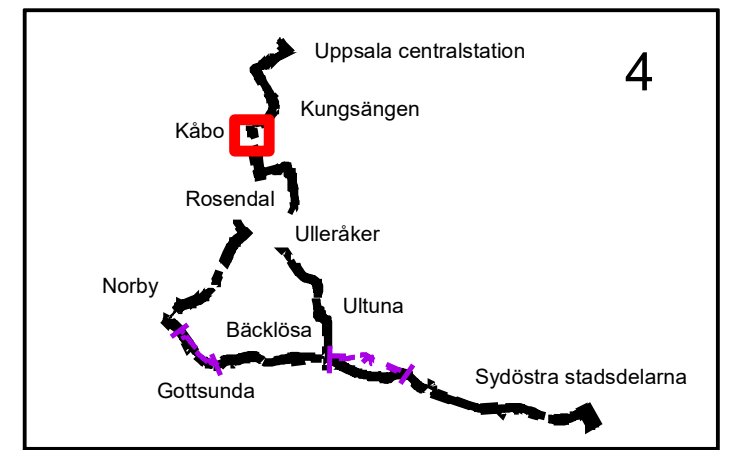 Uppsala centralstation
4
Kungsängen
Kåbo
Rosendal
Ulleråker
Norby
Ultuna
Bäcklösa
Sydöstra stadsdelarna
Gottsunda